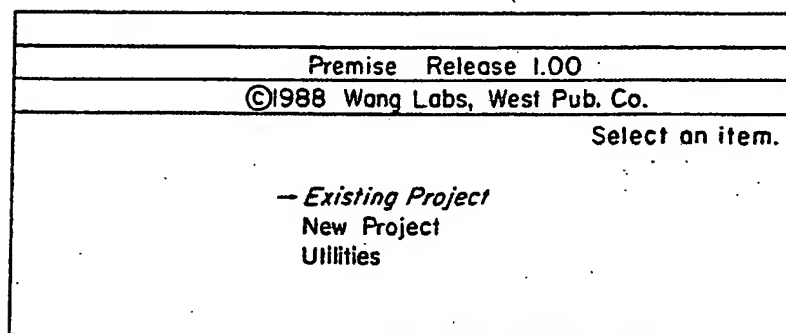 Premise Release 1.00
©1988 Wang Labs, West Pub. Co.
Select an item.
→ Existing Project
New Project
Utilities